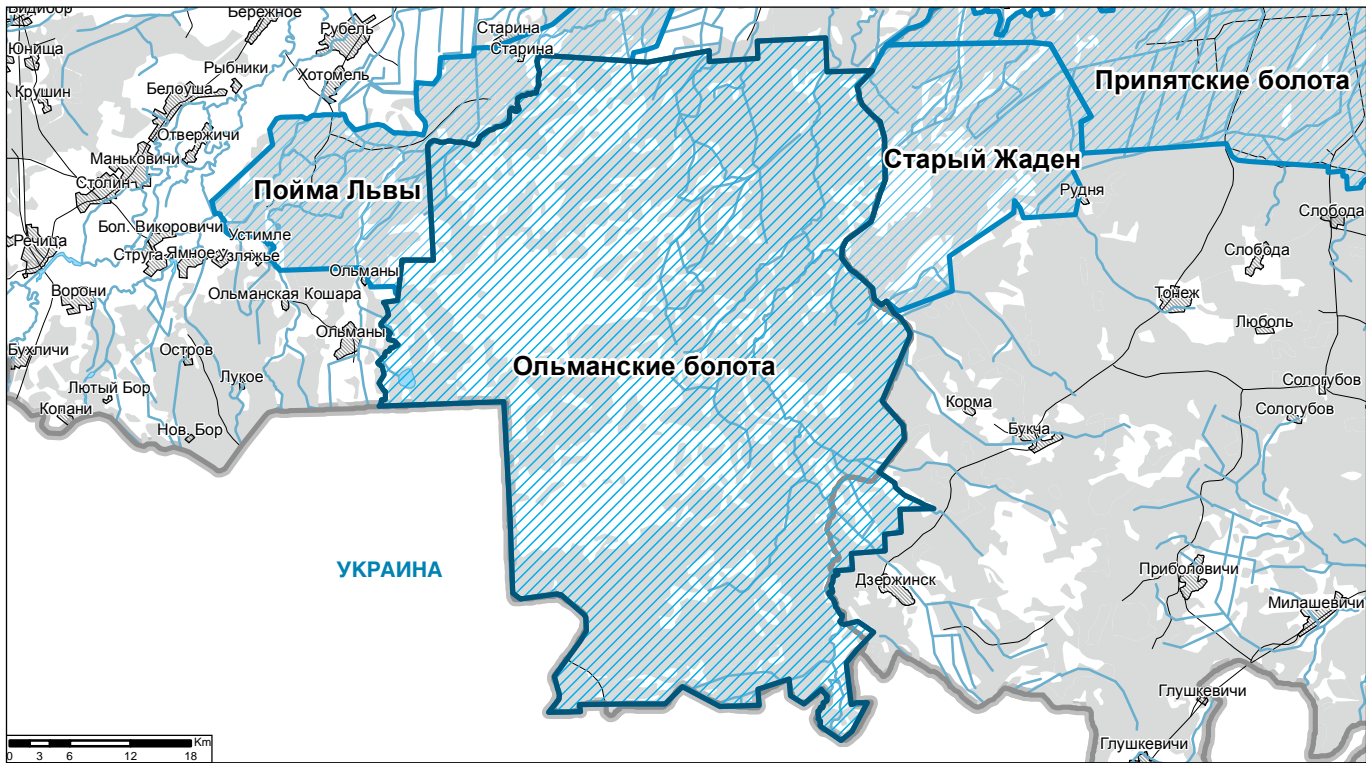 Видибор
Бережное
Рубель
Старина
Старина
Юнища
Рыбники
Хотомель
Крушин
Белоуша
Припятские болота
Отвержичи
Маньковичи
Старый Жаден
Столин
Пойма Львы
Рудня
Бол. Викоровичи
Устимле
Слобода
Речица
Струга
Ямное
Узляжье
Слобода
Ольманы
Ворони
Ольманская Кошара
Тонеж
Ольманы
Люболь
Бухличи
Остров
Ольманские болота
Лукое
Лютый Бор
Сологубов
Копани
Корма
Сологубов
Нов. Бор
Букча
УКРАИНА
Дзержинск
Приболовичи
Милашевичи
Глушкевичи
Глушкевичи
Km
0 3 6 12 18